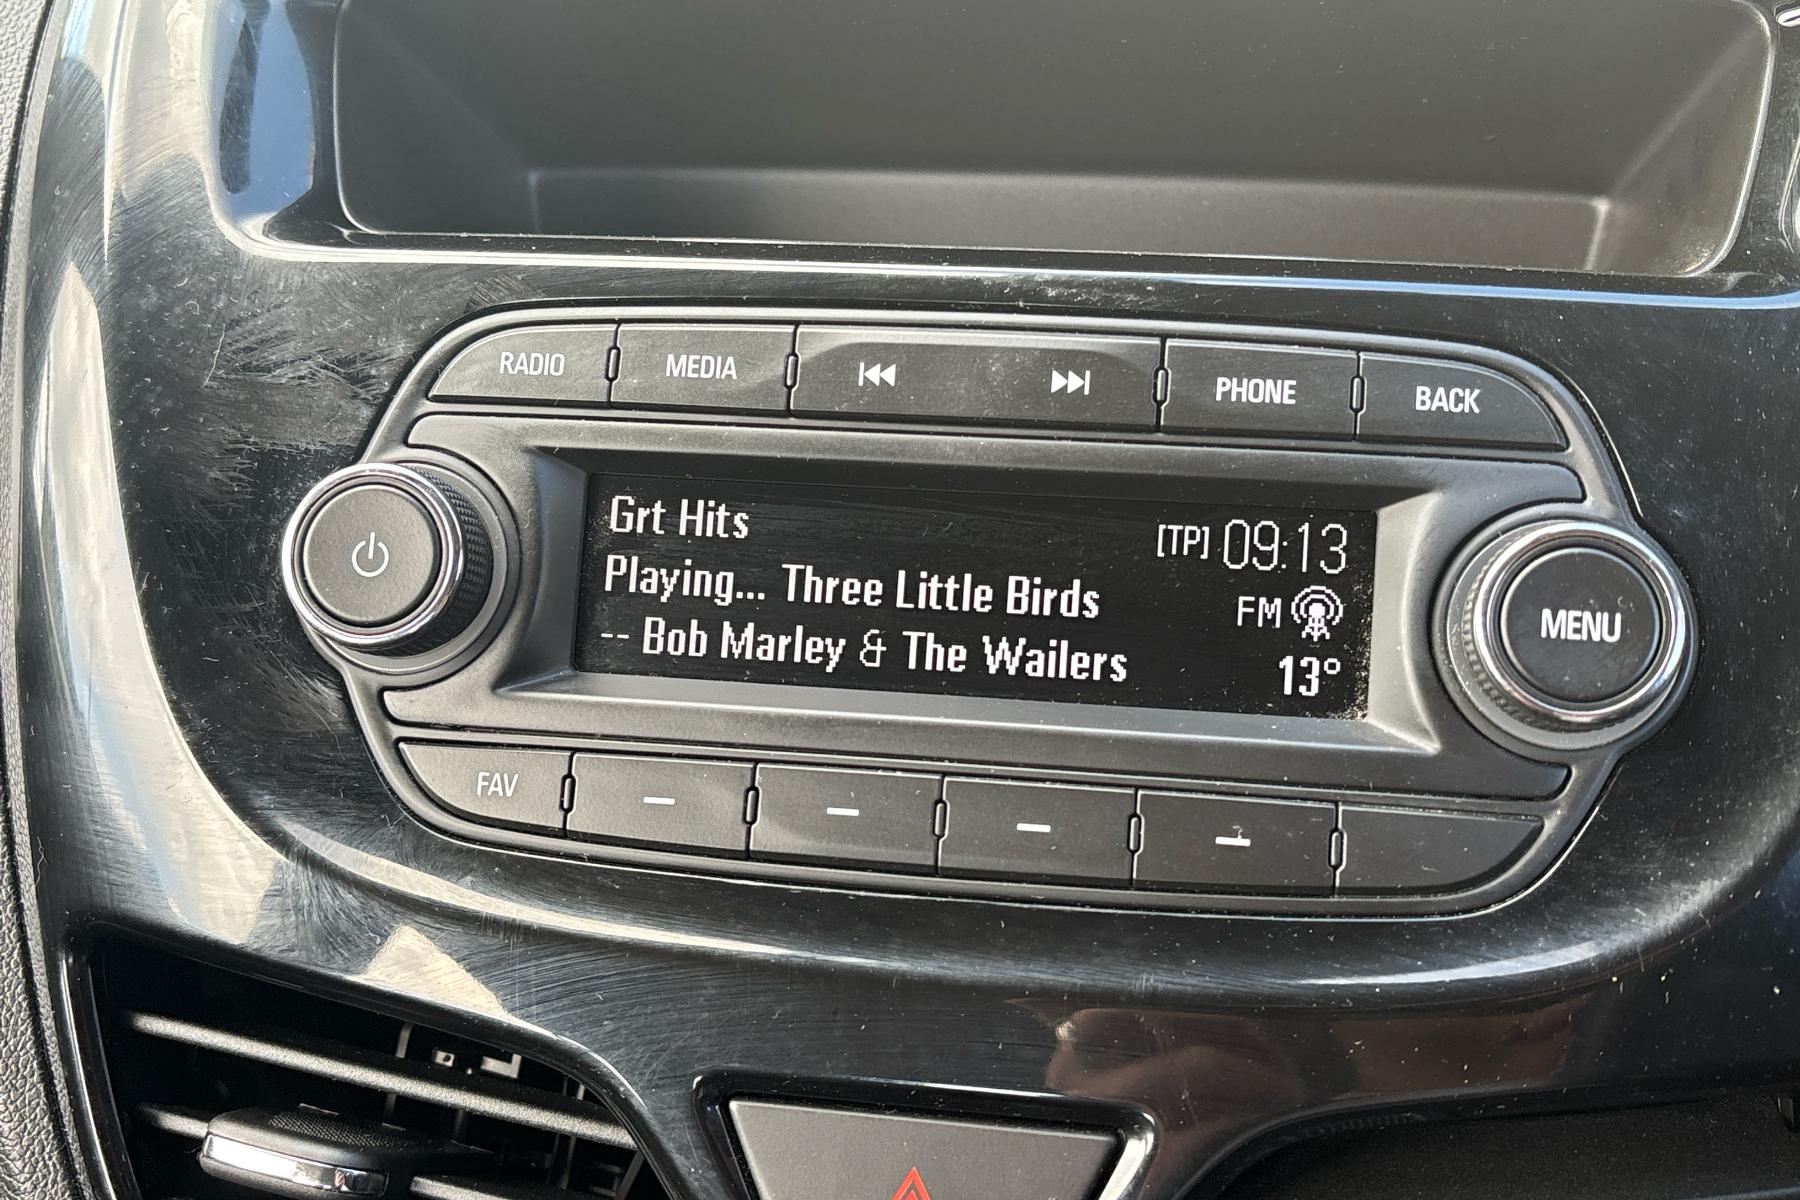 RADIO MEDIA PHONE BACK
Grt Hits [TP] 09:13
Playing... Three Little Birds FM
-- Bob Marley & The Wailers 13°
MENU
FAV